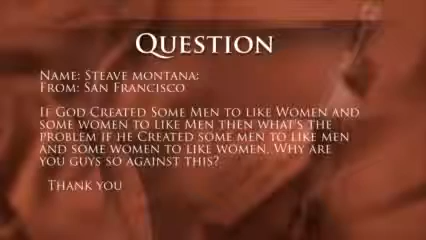 Question
Name: Steave montana:
From: San Francisco
If God Created Some Men to like Women and
some women to like Men then what's the
problem if he Created some men to like men
and some women to like women. Why are
you guys so against this?
Thank you